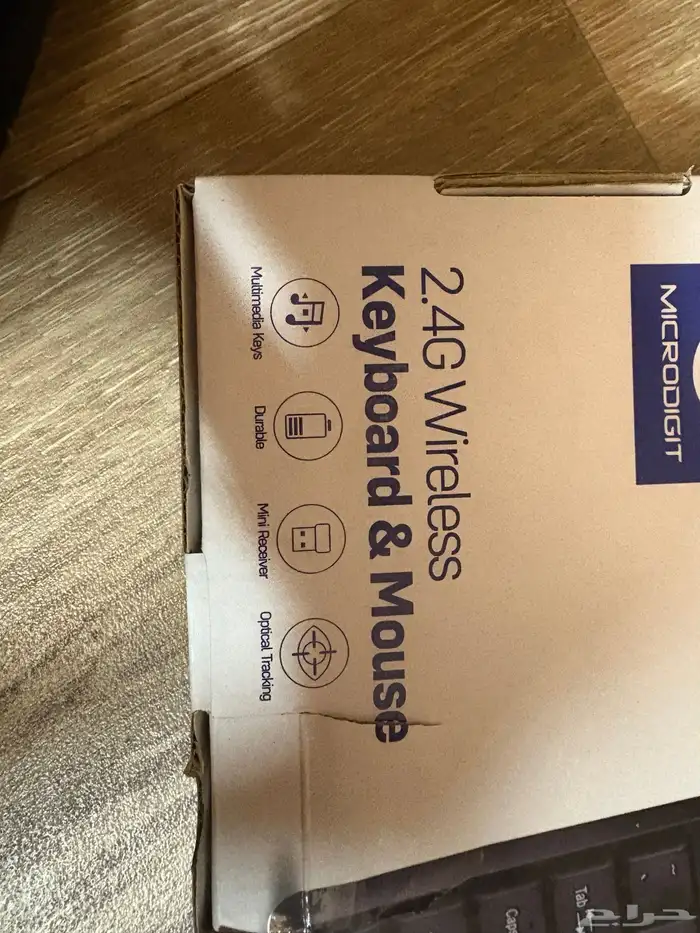 MICRODIGIT
2.4G Wireless
Keyboard & Mouse
Multimedia Keys
Durable
Mini Receiver
Optical Tracking
~
Tab
Caps
حراج